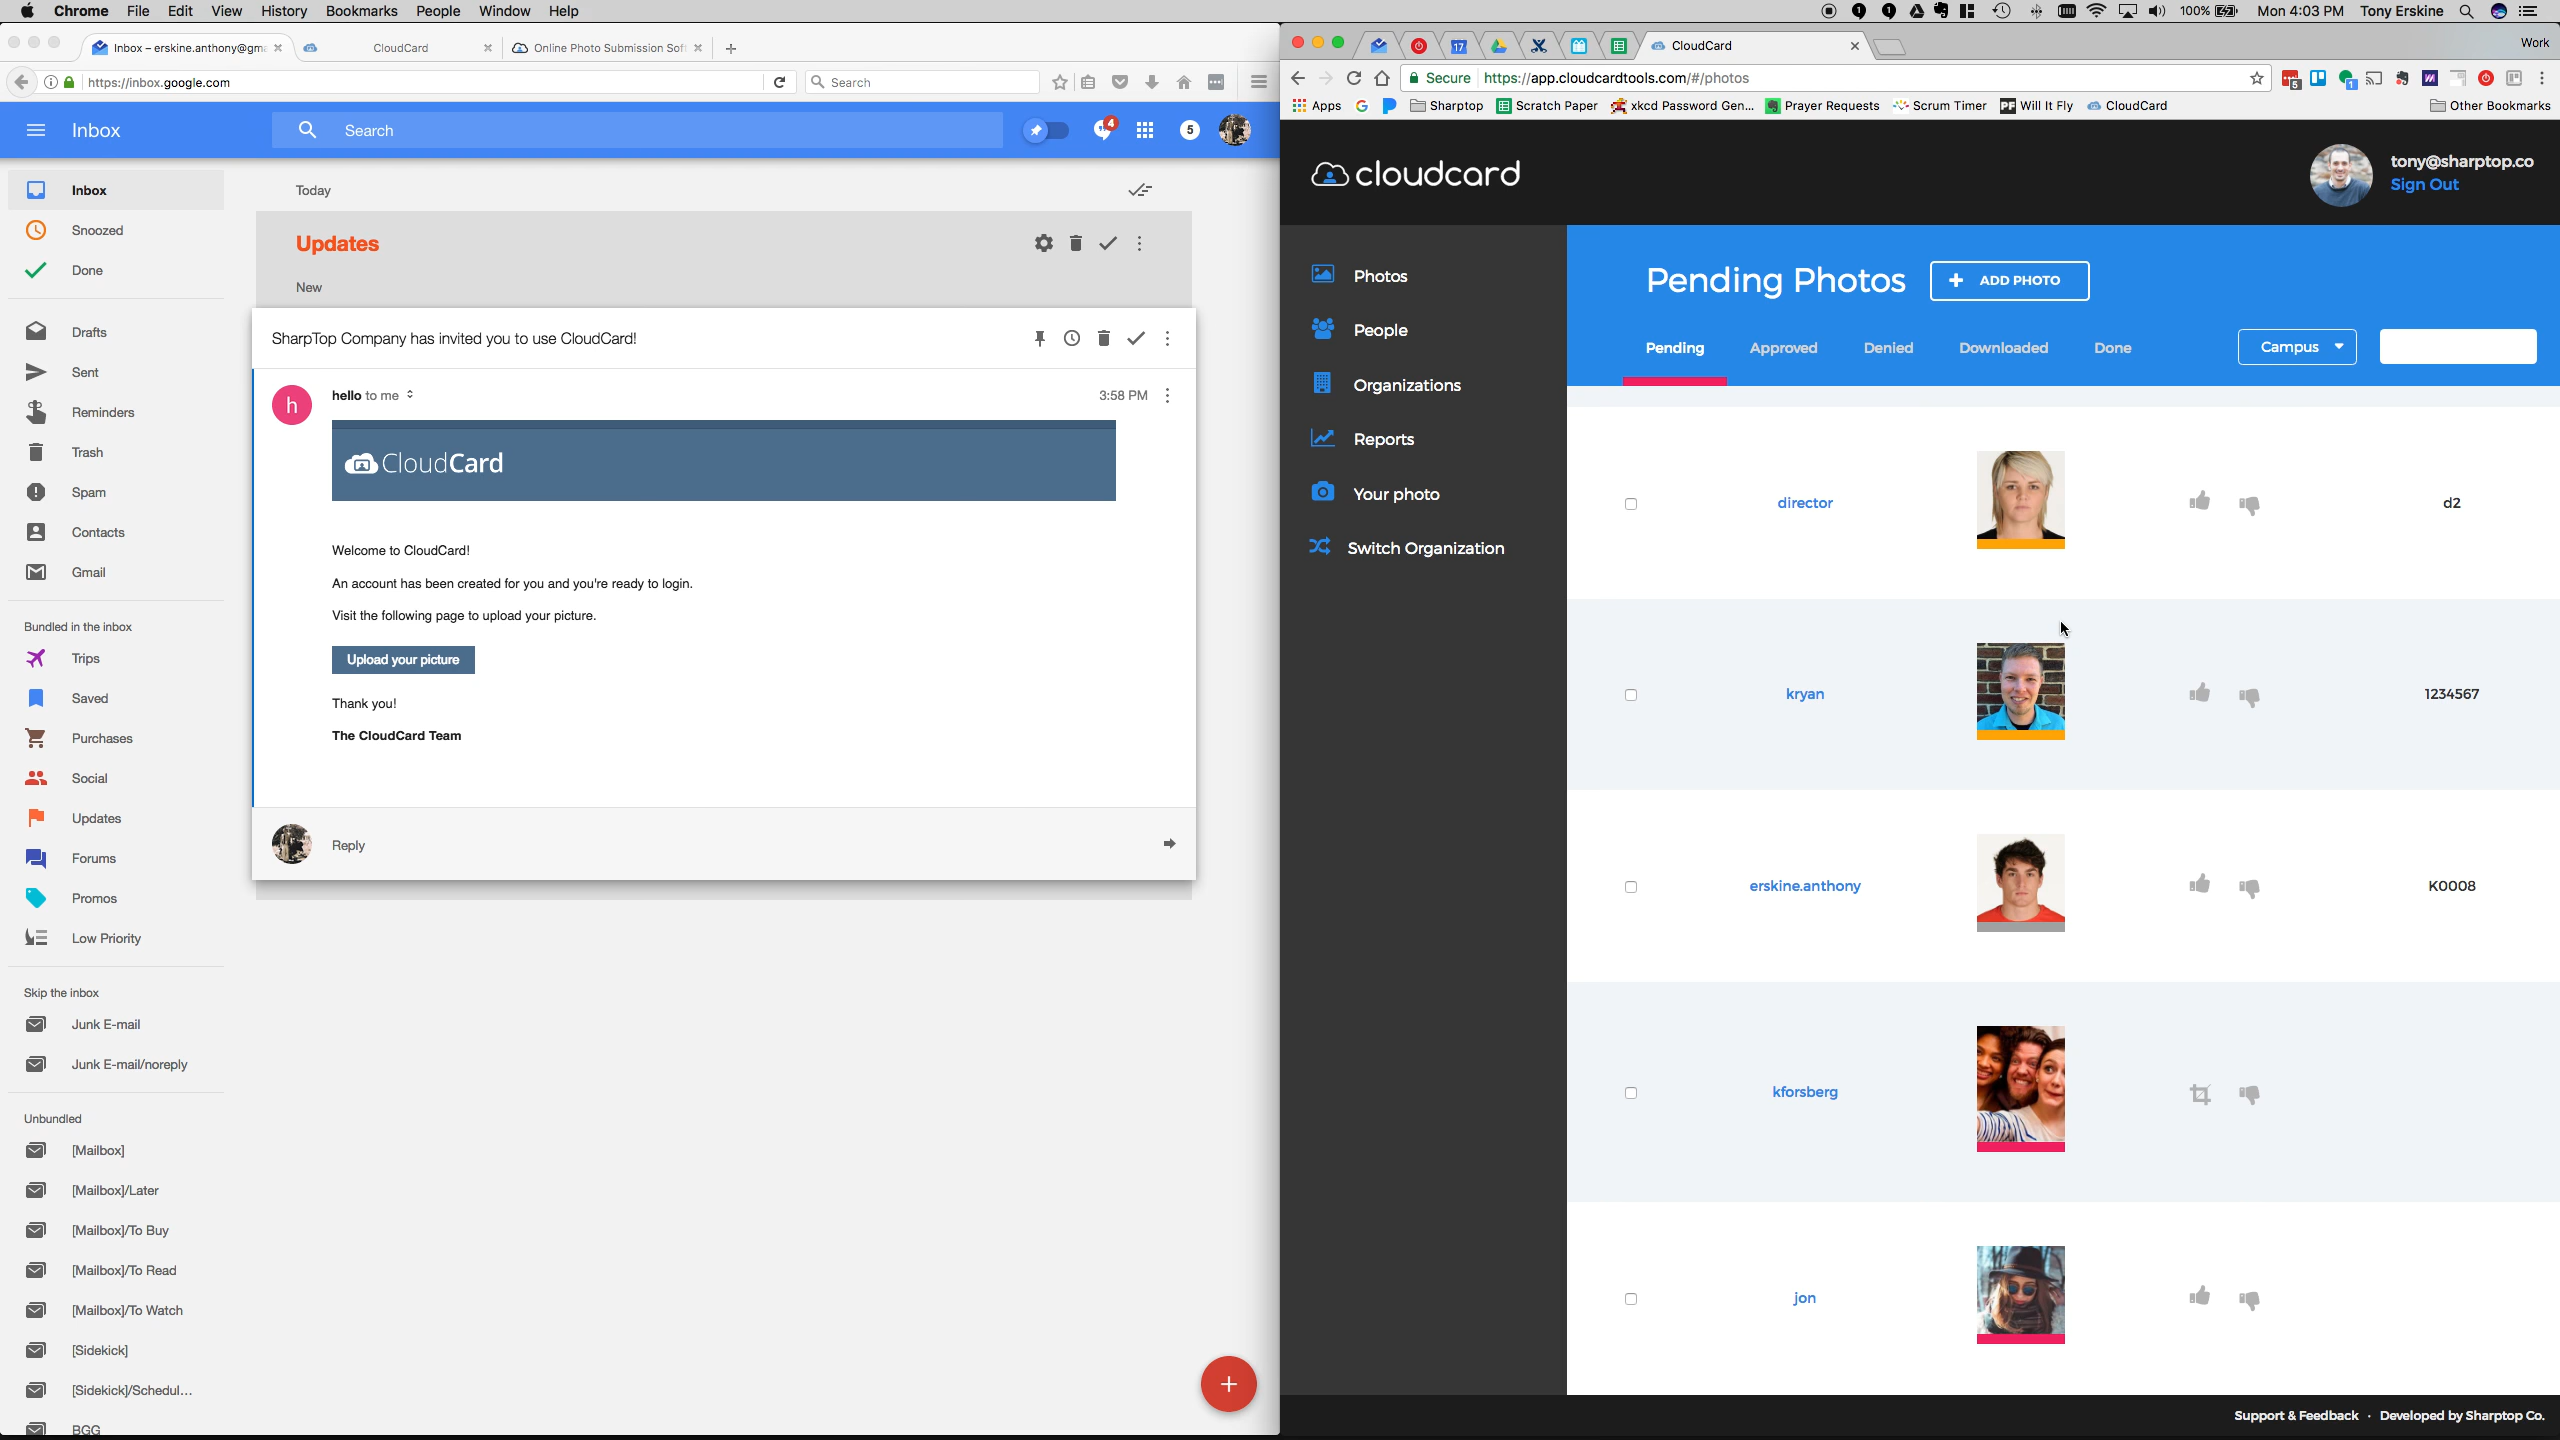 Chrome File Edit View History Bookmarks People Window Help
100% Mon 4:03 PM Tony Erskine
Inbox – erskine.anthony@gm
CloudCard
Online Photo Submission Sof
https://inbox.google.com
Search
Inbox
Search
4
5
Inbox
Snoozed
Done
Drafts
Sent
Reminders
Trash
Spam
Contacts
Gmail
Bundled in the inbox
Trips
Saved
Purchases
Social
Updates
Forums
Promos
Low Priority
Skip the inbox
Junk E-mail
Junk E-mail/noreply
Unbundled
[Mailbox]
[Mailbox]/Later
[Mailbox]/To Buy
[Mailbox]/To Read
[Mailbox]/To Watch
[Sidekick]
[Sidekick]/Schedul...
BGG
Today
Updates
New
SharpTop Company has invited you to use CloudCard!
h
hello to me
3:58 PM
CloudCard
Welcome to CloudCard!
An account has been created for you and you're ready to login.
Visit the following page to upload your picture.
Upload your picture
Thank you!
The CloudCard Team
Reply
17
CloudCard
Work
Secure https://app.cloudcardtools.com/#/photos
Apps Sharptop Scratch Paper xkcd Password Gen... Prayer Requests Scrum Timer PF Will It Fly CloudCard Other Bookmarks
cloudcard
tony@sharptop.co
Sign Out
Photos
People
Organizations
Reports
Your photo
Switch Organization
Pending Photos
+ ADD PHOTO
Pending Approved Denied Downloaded Done
Campus
director d2
kryan 1234567
erskine.anthony K0008
kforsberg
jon
Support & Feedback · Developed by Sharptop Co.